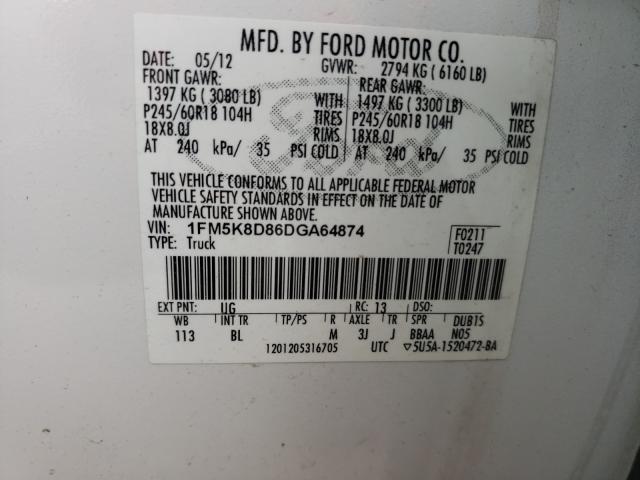 MFD. BY FORD MOTOR CO.
DATE: 05/12 GVWR: 2794 KG ( 6160 LB)
FRONT GAWR: REAR GAWR:
1397 KG ( 3080 LB) WITH 1497 KG ( 3300 LB) WITH
P245/60R18 104H TIRES P245/60R18 104H TIRES
18X8.0J RIMS 18X8.0J RIMS
AT 240 kPa/ 35 PSI COLD AT 240 kPa/ 35 PSI COLD
THIS VEHICLE CONFORMS TO ALL APPLICABLE FEDERAL MOTOR
VEHICLE SAFETY STANDARDS IN EFFECT ON THE DATE OF
MANUFACTURE SHOWN ABOVE.
VIN: 1FM5K8D86DGA64874 F0211
TYPE: Truck T0247
EXT PNT: UG RC: 13 DSO:
WB INT TR TP/PS R AXLE TR SPR DUB1S
113 BL M 3J J BBAA N05
1201205316705 UTC ▽5U5A-1520472-BA